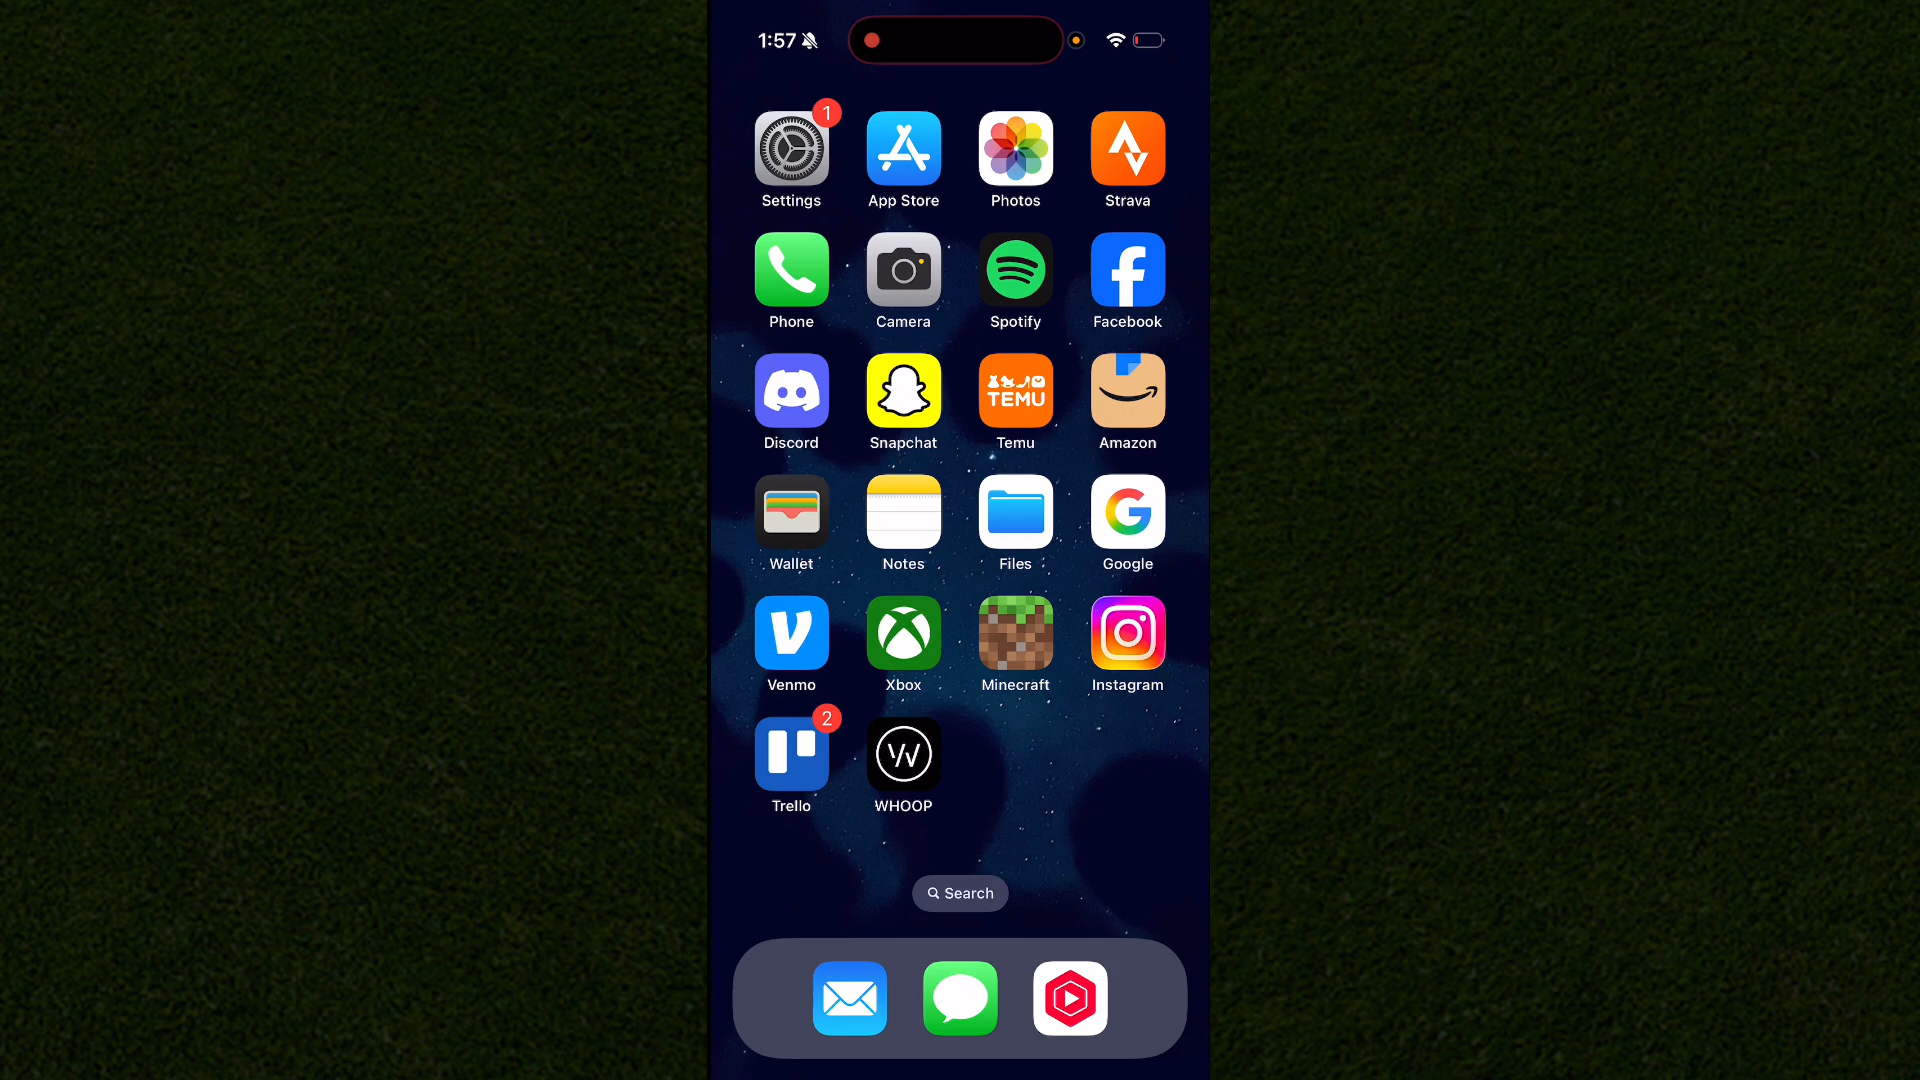 1:57
1
Settings App Store Photos Strava
Phone Camera Spotify Facebook
TEMU
Discord Snapchat Temu Amazon
Wallet Notes Files Google
Venmo Xbox Minecraft Instagram
2
Trello WHOOP
Search